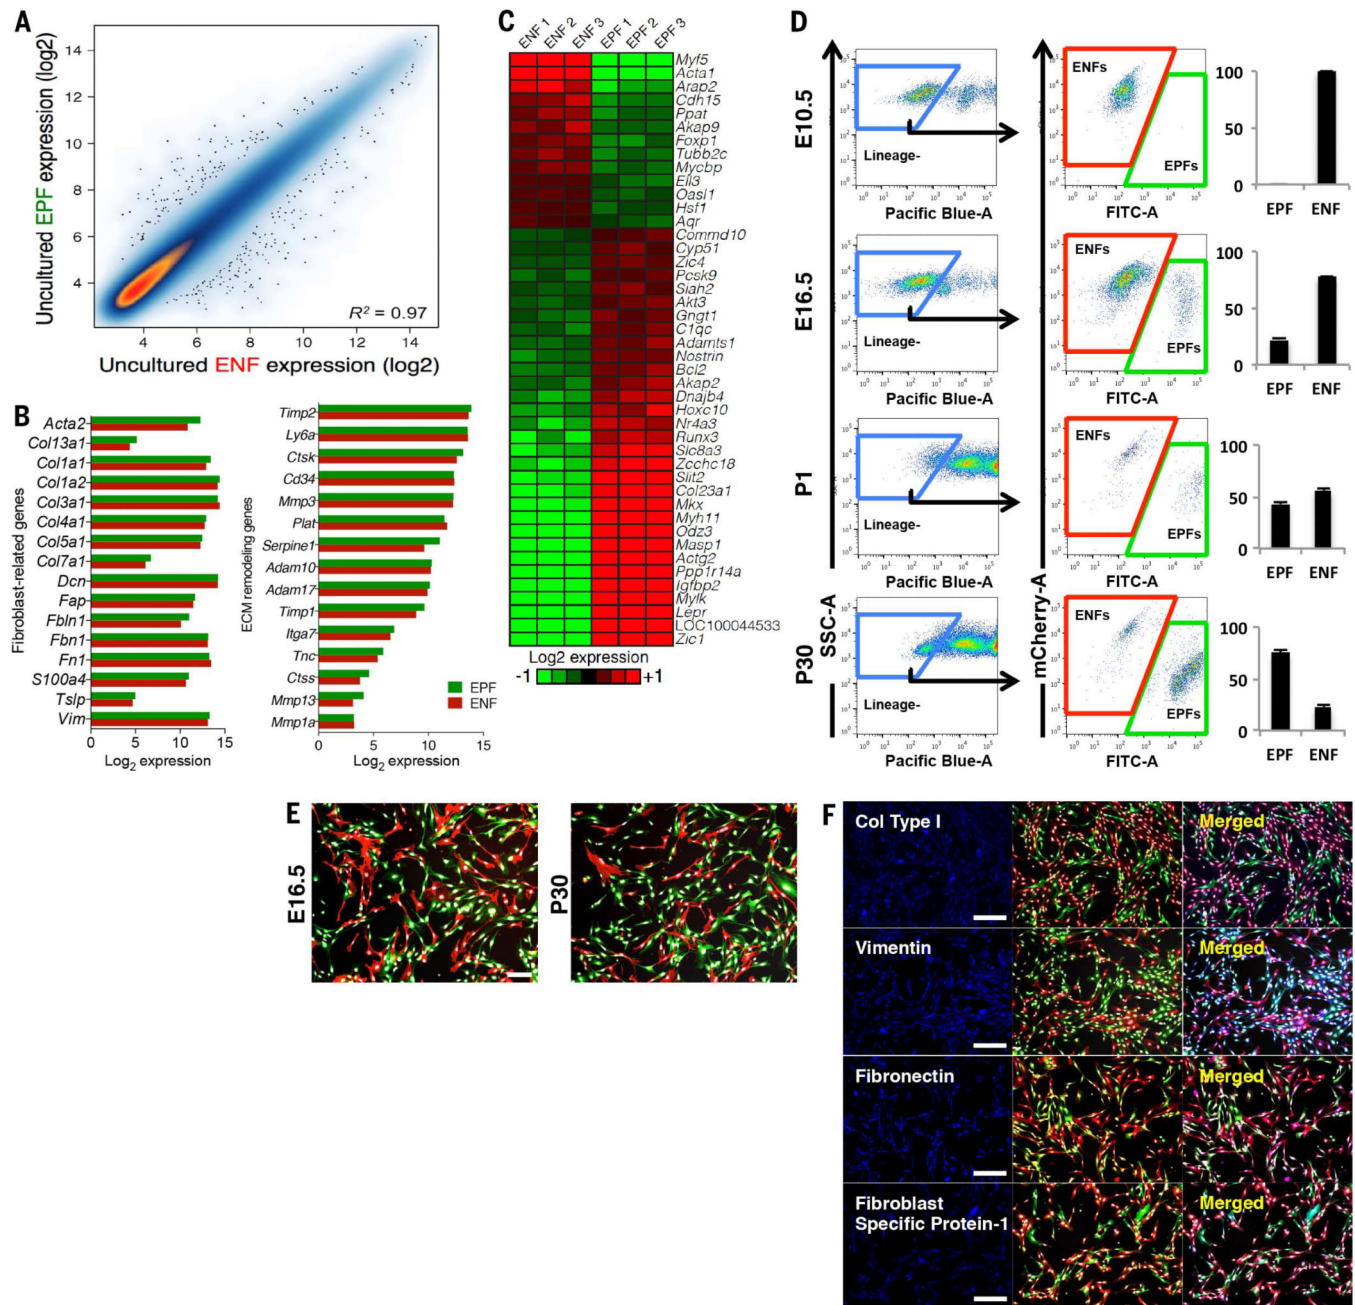 A
Uncultured EPF expression (log2)
14
12
10
8
6
4
4
6
8
10
12
14
R² = 0.97
Uncultured ENF expression (log2)
B
Fibroblast-related genes
Acta2
Col13a1
Col1a1
Col1a2
Col3a1
Col4a1
Col5a1
Col7a1
Dcn
Fap
Fbln1
Fbn1
Fn1
S100a4
Tslp
Vim
0 5 10 15
Log2 expression
ECM remodeling genes
Timp2
Ly6a
Ctsk
Cd34
Mmp3
Plat
Serpine1
Adam10
Adam17
Timp1
Itga7
Tnc
Ctss
Mmp13
Mmp1a
EPF
ENF
0 5 10 15
Log2 expression
C
ENF 1 ENF 2 ENF 3 EPF 1 EPF 2 EPF 3
Myf5
Acta1
Arap2
Cdh15
Ppat
Akap9
Foxp1
Tubb2c
Mycbp
Ell3
Oasl1
Hsf1
Aqr
Commd10
Cyp51
Zic4
Pcsk9
Siah2
Akt3
Gngt1
C1qc
Adamts1
Nostrin
Bcl2
Akap2
Dnajb4
Hoxc10
Nr4a3
Runx3
Slc8a3
Zcchc18
Slit2
Col23a1
Mkx
Myh11
Odz3
Masp1
Actg2
Ppp1r14a
Igfbp2
Mylk
Lepr
LOC100044533
Zic1
Log2 expression
-1 +1
D
E10.5
Lineage-
Pacific Blue-A
ENFs
EPFs
FITC-A
100
50
0
EPF ENF
E16.5
Lineage-
Pacific Blue-A
ENFs
EPFs
FITC-A
100
50
0
EPF ENF
P1
Lineage-
Pacific Blue-A
ENFs
EPFs
FITC-A
100
50
0
EPF ENF
P30
SSC-A
Lineage-
Pacific Blue-A
mCherry-A
ENFs
EPFs
FITC-A
100
50
0
EPF ENF
E
E16.5
P30
F
Col Type I
Merged
Vimentin
Merged
Fibronectin
Merged
Fibroblast
Specific Protein-1
Merged